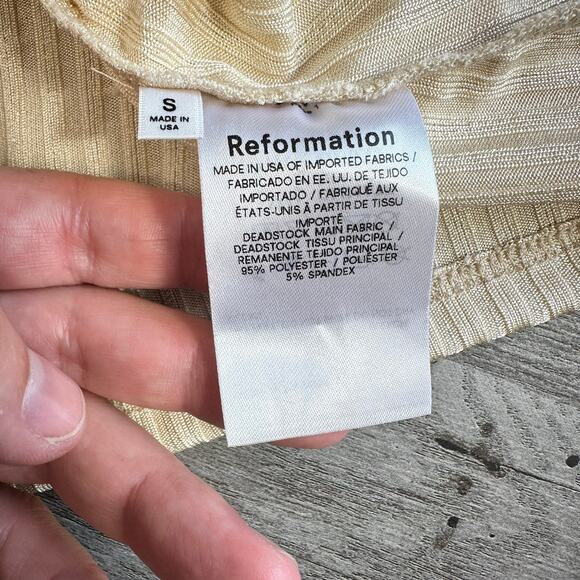 S
MADE IN
USA
Reformation
MADE IN USA OF IMPORTED FABRICS /
FABRICADO EN EE. UU. DE TEJIDO
IMPORTADO / FABRIQUÉ AUX
ÉTATS-UNIS À PARTIR DE TISSU
IMPORTÉ
DEADSTOCK MAIN FABRIC /
DEADSTOCK TISSU PRINCIPAL /
REMANENTE TEJIDO PRINCIPAL
95% POLYESTER / POLIÉSTER
5% SPANDEX